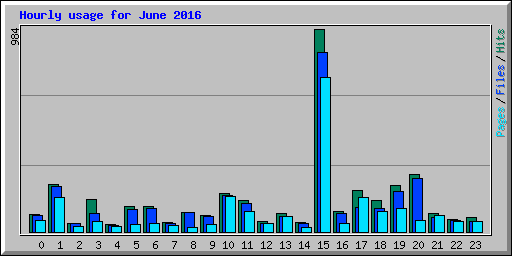 Hourly usage for June 2016
984
Pages/Files/Hits
0 1 2 3 4 5 6 7 8 9 10 11 12 13 14 15 16 17 18 19 20 21 22 23